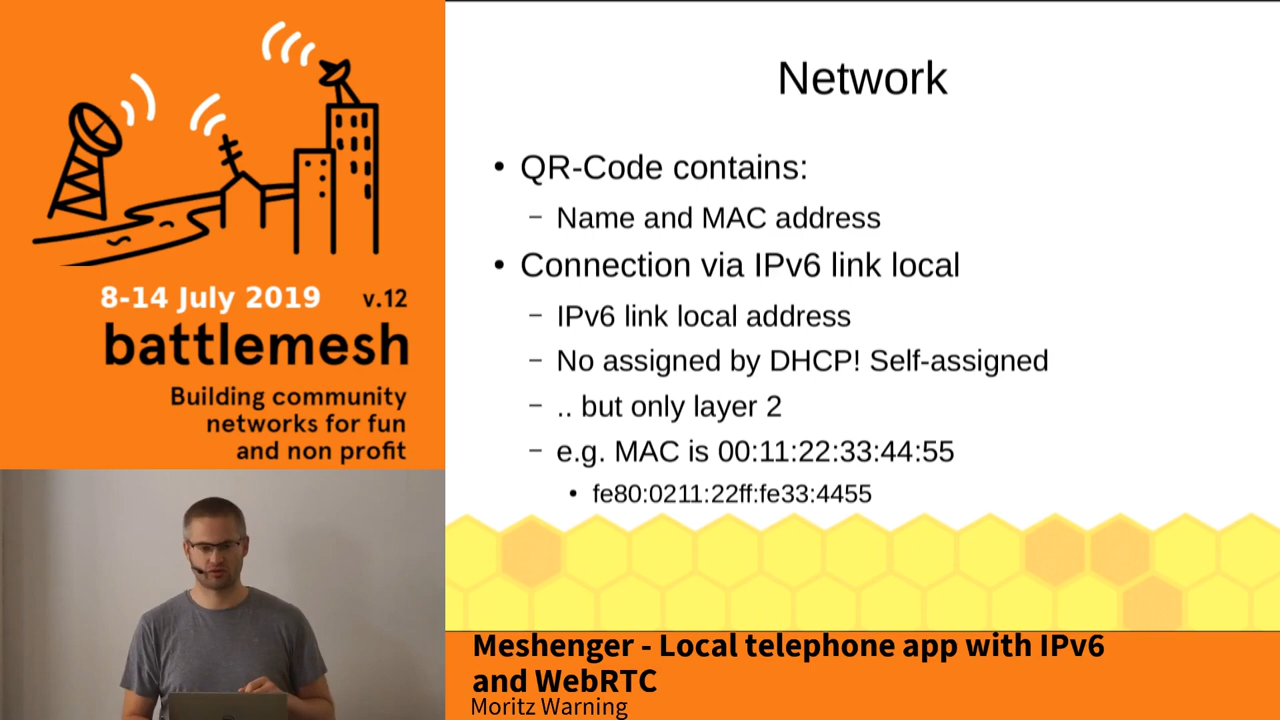 8-14 July 2019 v.12
battlemesh
Building community
networks for fun
and non profit
Network
• QR-Code contains:
– Name and MAC address
• Connection via IPv6 link local
– IPv6 link local address
– No assigned by DHCP! Self-assigned
– .. but only layer 2
– e.g. MAC is 00:11:22:33:44:55
• fe80:0211:22ff:fe33:4455
Meshenger - Local telephone app with IPv6
and WebRTC
Moritz Warning